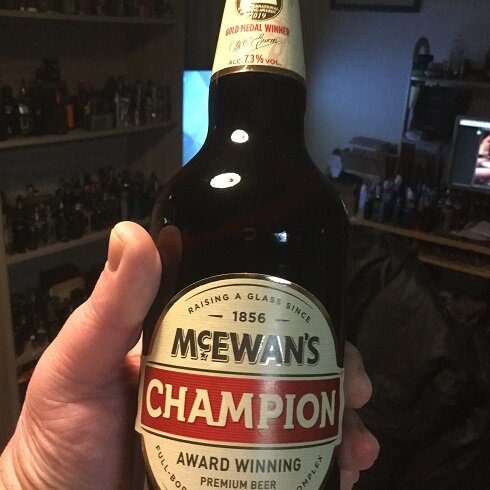 2019
GOLD MEDAL WINNER
ALC. 7.3% VOL.
RAISING A GLASS SINCE
1856
McEWAN'S
CHAMPION
AWARD WINNING
PREMIUM BEER